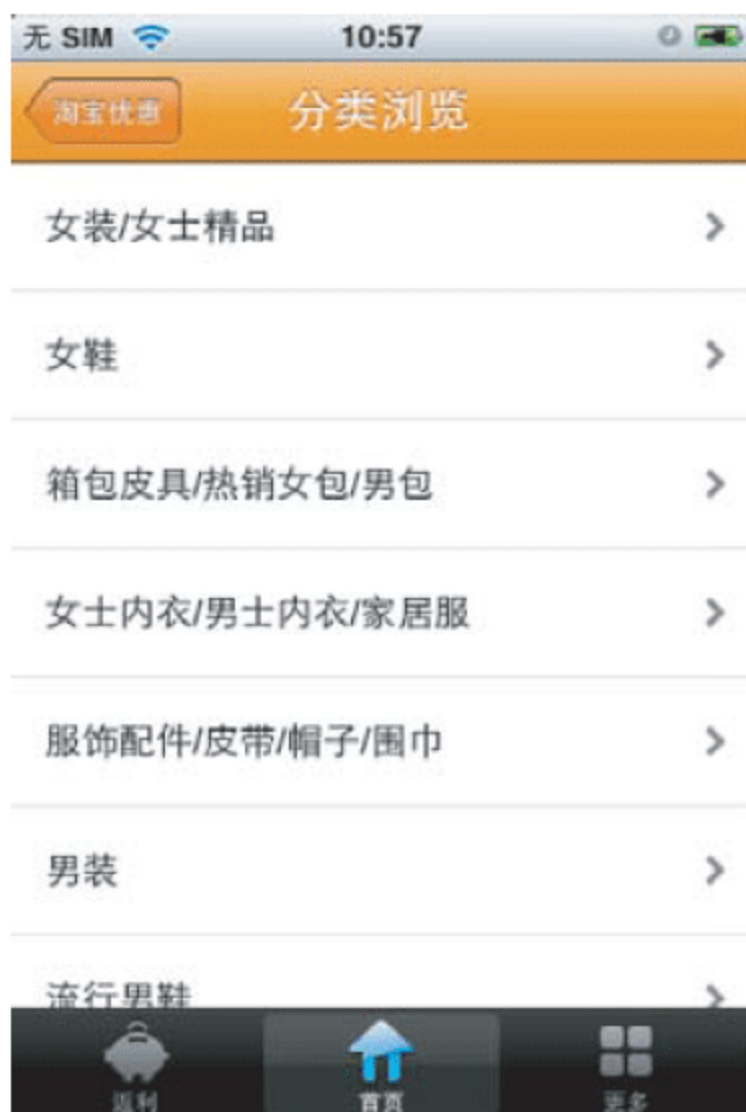 无 SIM 10:57
淘宝优惠 分类浏览
女装/女士精品
女鞋
箱包皮具/热销女包/男包
女士内衣/男士内衣/家居服
服饰配件/皮带/帽子/围巾
男装
流行男鞋
返利 首页 更多